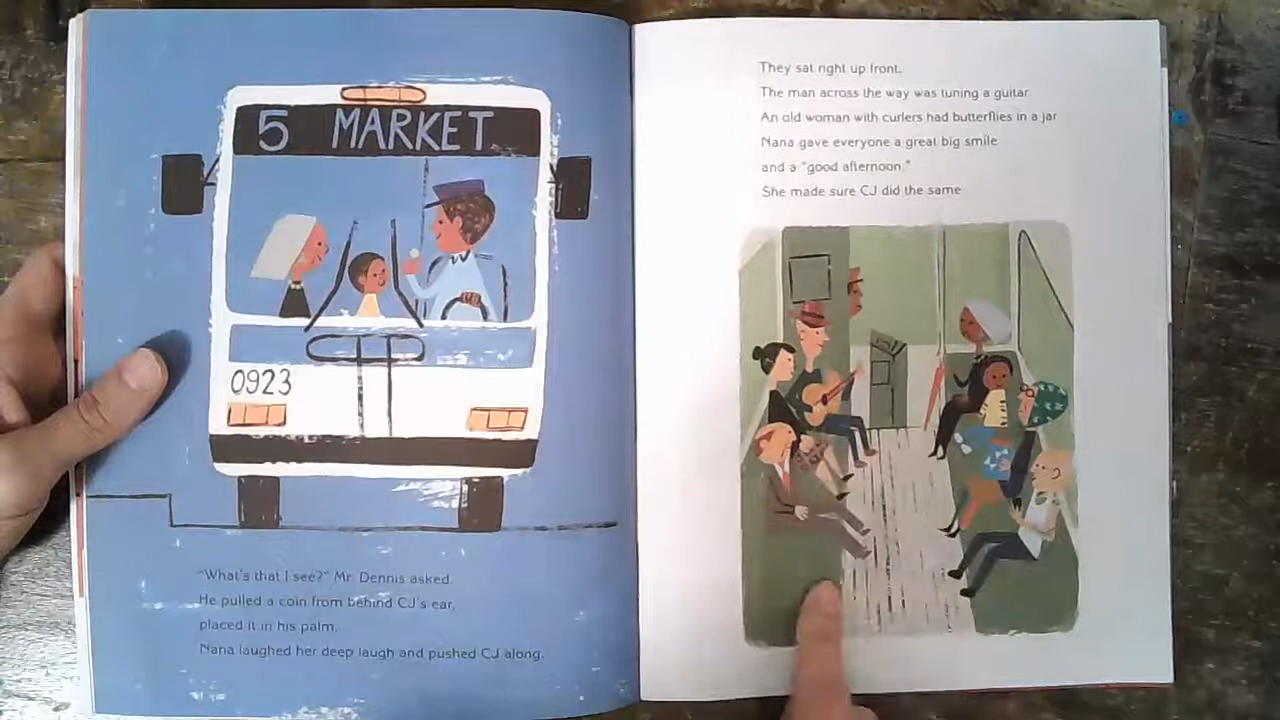 5 MARKET
0923
"What's that I see?" Mr. Dennis asked.
He pulled a coin from behind CJ's ear,
placed it in his palm.
Nana laughed her deep laugh and pushed CJ along.
They sat right up front.
The man across the way was tuning a guitar.
An old woman with curlers had butterflies in a jar.
Nana gave everyone a great big smile
and a "good afternoon."
She made sure CJ did the same.